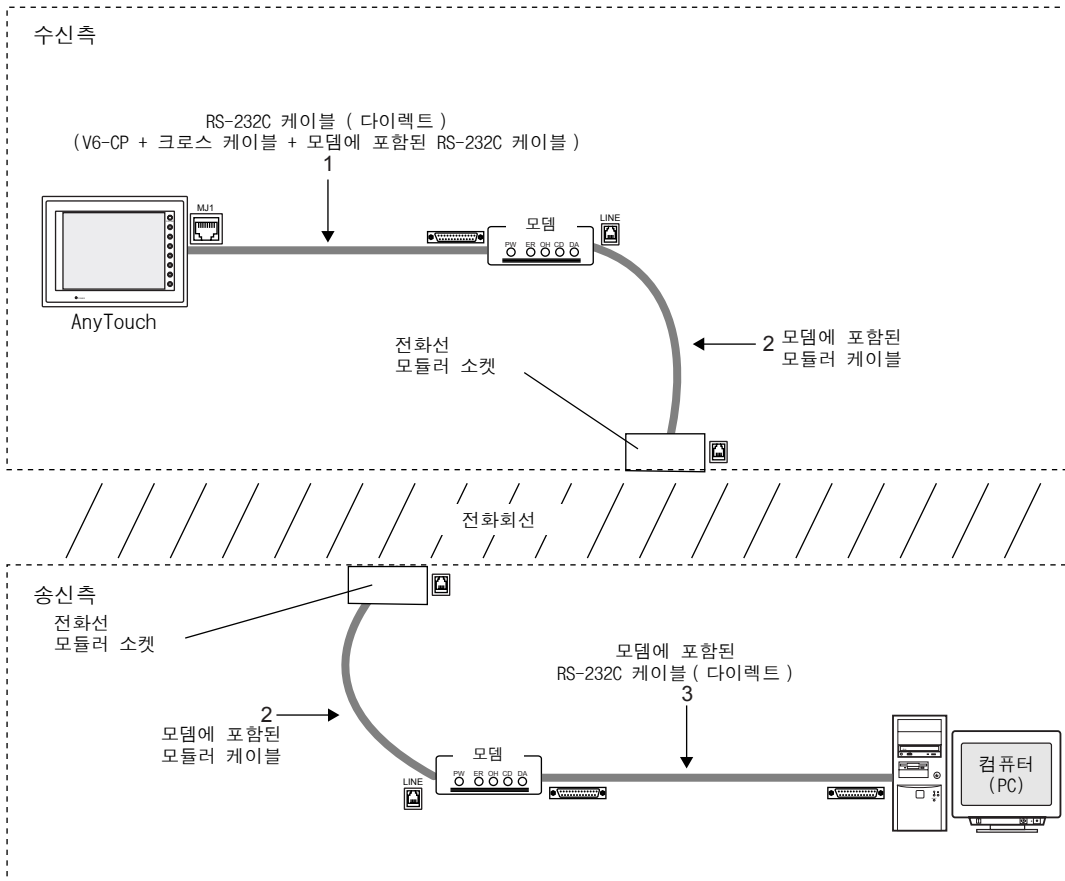 수신측
RS-232C 케이블 ( 다이렉트 )
(V6-CP + 크로스 케이블 + 모뎀에 포함된 RS-232C 케이블 )
1
MJ1
모뎀
PW ER OH CD DA
LINE
AnyTouch
전화선
모듈러 소켓
2 모뎀에 포함된
모듈러 케이블
전화회선
송신측
전화선
모듈러 소켓
모뎀에 포함된
RS-232C 케이블 ( 다이렉트 )
3
2
모뎀에 포함된
모듈러 케이블
모뎀
PW ER OH CD DA
LINE
컴퓨터
(PC)